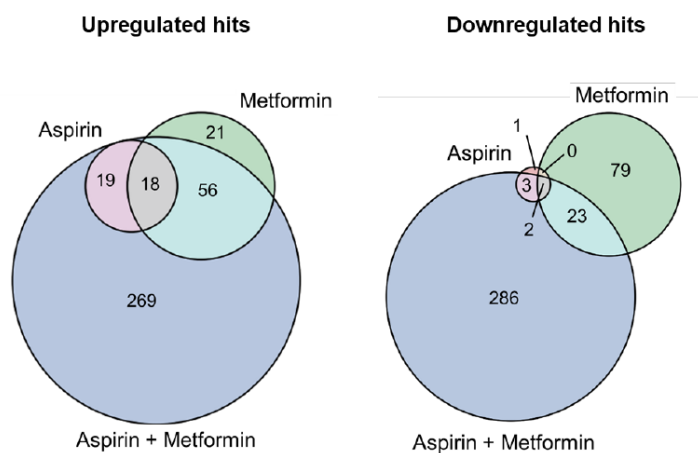 Upregulated hits
Aspirin
Metformin
21
19
18
56
269
Aspirin + Metformin
Downregulated hits
Metformin
1
Aspirin
0
79
3
2
23
286
Aspirin + Metformin